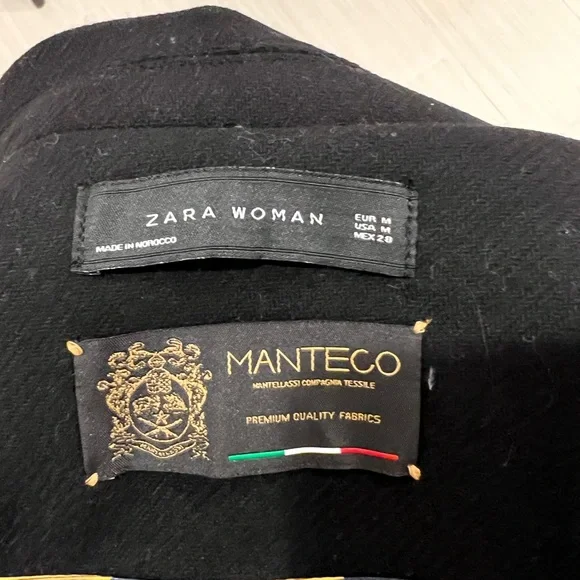 ZARA WOMAN
EUR M
USA M
MEX 28
MADE IN MOROCCO
MANTECO
MANTELLASSI COMPAGNIA TESSILE
PREMIUM QUALITY FABRICS